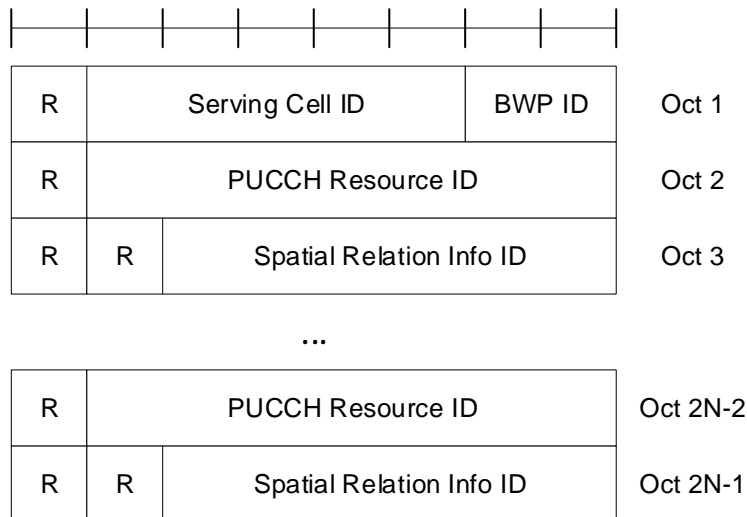 R Serving Cell ID BWP ID Oct 1
R PUCCH Resource ID Oct 2
R R Spatial Relation Info ID Oct 3
...
R PUCCH Resource ID Oct 2N-2
R R Spatial Relation Info ID Oct 2N-1